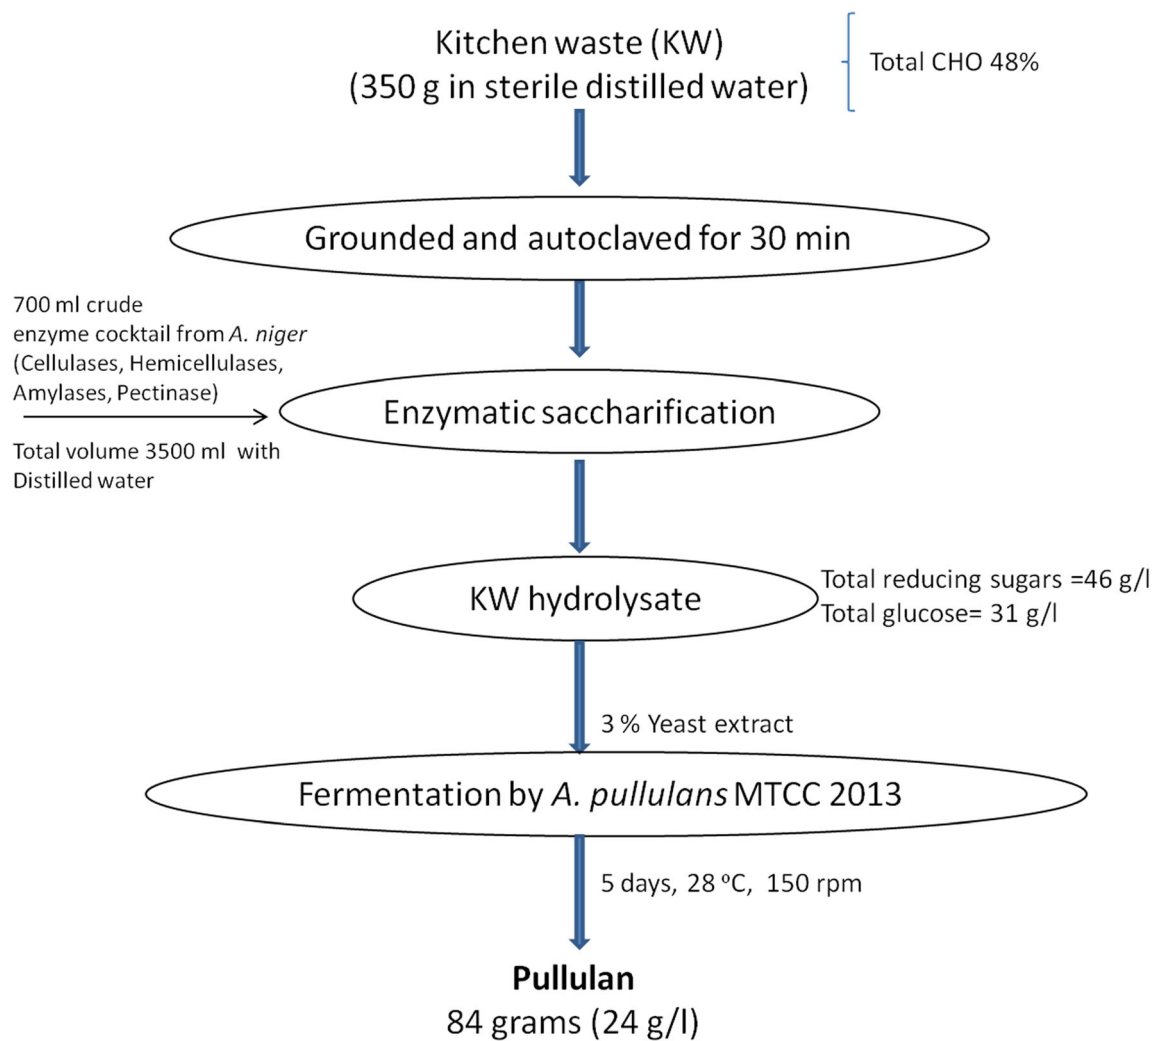 Kitchen waste (KW)
(350 g in sterile distilled water)
Total CHO 48%
Grounded and autoclaved for 30 min
700 ml crude
enzyme cocktail from A. niger
(Cellulases, Hemicellulases,
Amylases, Pectinase)
Total volume 3500 ml with
Distilled water
Enzymatic saccharification
KW hydrolysate
Total reducing sugars =46 g/l
Total glucose= 31 g/l
3 % Yeast extract
Fermentation by A. pullulans MTCC 2013
5 days, 28 ºC, 150 rpm
Pullulan
84 grams (24 g/l)